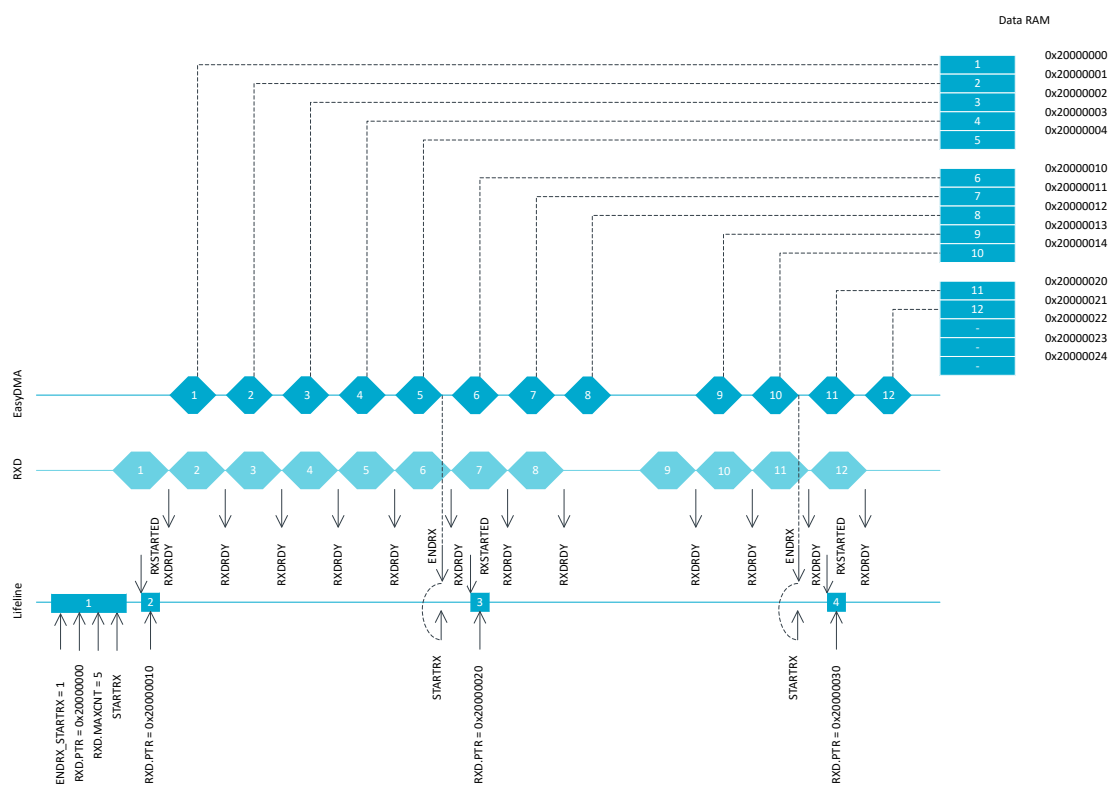 Data RAM
0x20000000
1
0x20000001
2
0x20000002
3
0x20000003
4
0x20000004
5
0x20000010
6
0x20000011
7
0x20000012
8
0x20000013
9
0x20000014
10
0x20000020
11
0x20000021
12
0x20000022
-
0x20000023
-
0x20000024
-
EasyDMA
1 2 3 4 5 6 7 8 9 10 11 12
RXD
1 2 3 4 5 6 7 8 9 10 11 12
RXSTARTED
RXDRDY
RXDRDY
RXDRDY
RXDRDY
RXDRDY
ENDRX
RXDRDY
RXSTARTED
RXDRDY
RXDRDY
RXDRDY
RXDRDY
ENDRX
RXDRDY
RXSTARTED
RXDRDY
Lifeline
1 2 3 4
ENDRX_STARTRX = 1
RXD.PTR = 0x20000000
RXD.MAXCNT = 5
STARTRX
RXD.PTR = 0x20000010
STARTRX
RXD.PTR = 0x20000020
STARTRX
RXD.PTR = 0x20000030